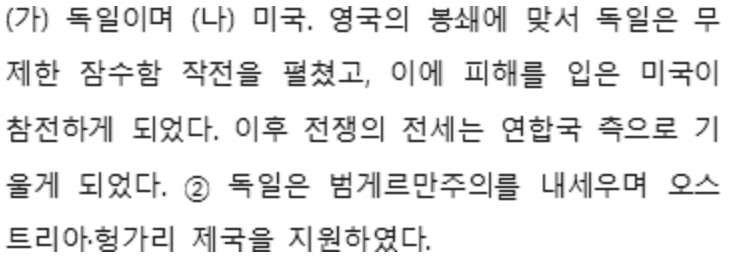 (가) 독일이며 (나) 미국. 영국의 봉쇄에 맞서 독일은 무
제한 잠수함 작전을 펼쳤고, 이에 피해를 입은 미국이
참전하게 되었다. 이후 전쟁의 전세는 연합국 측으로 기
울게 되었다. ② 독일은 범게르만주의를 내세우며 오스
트리아·헝가리 제국을 지원하였다.